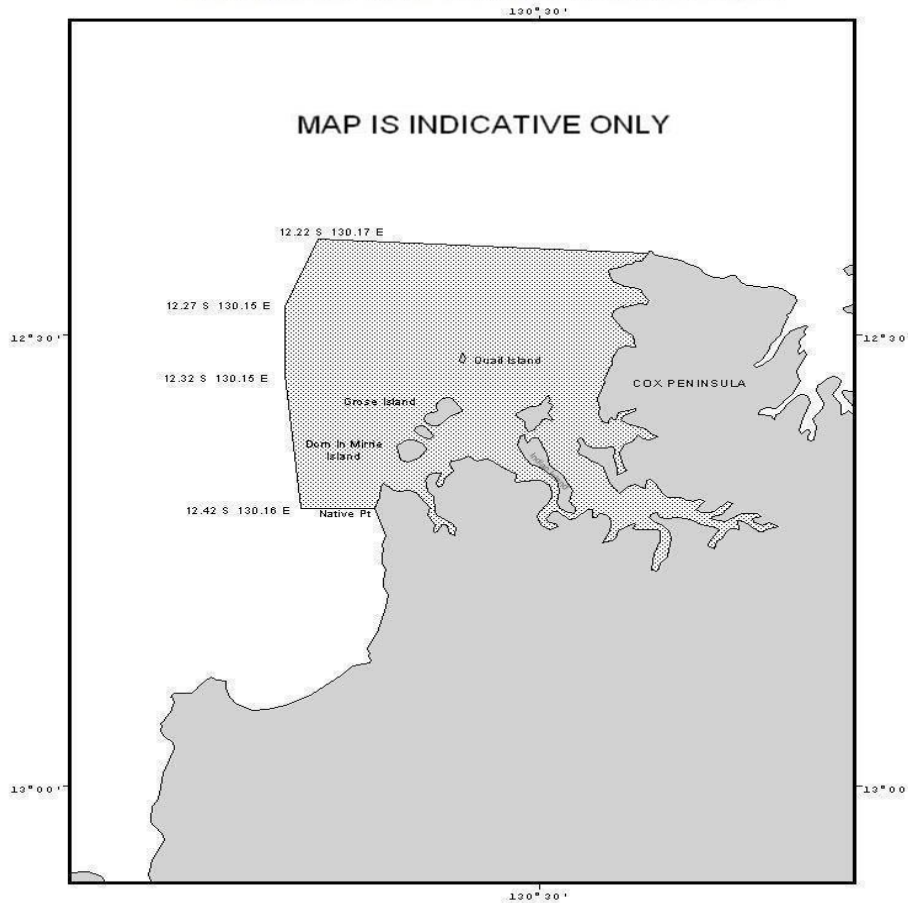 130°30'
MAP IS INDICATIVE ONLY
12.22 S 130.17 E
12.27 S 130.15 E
12°30'
12°30'
Quail Island
12.32 S 130.15 E
COX PENINSULA
Grose Island
Dum In Mirrie
Island
12.42 S 130.16 E
Native Pt
13°00'
13°00'
130°30'